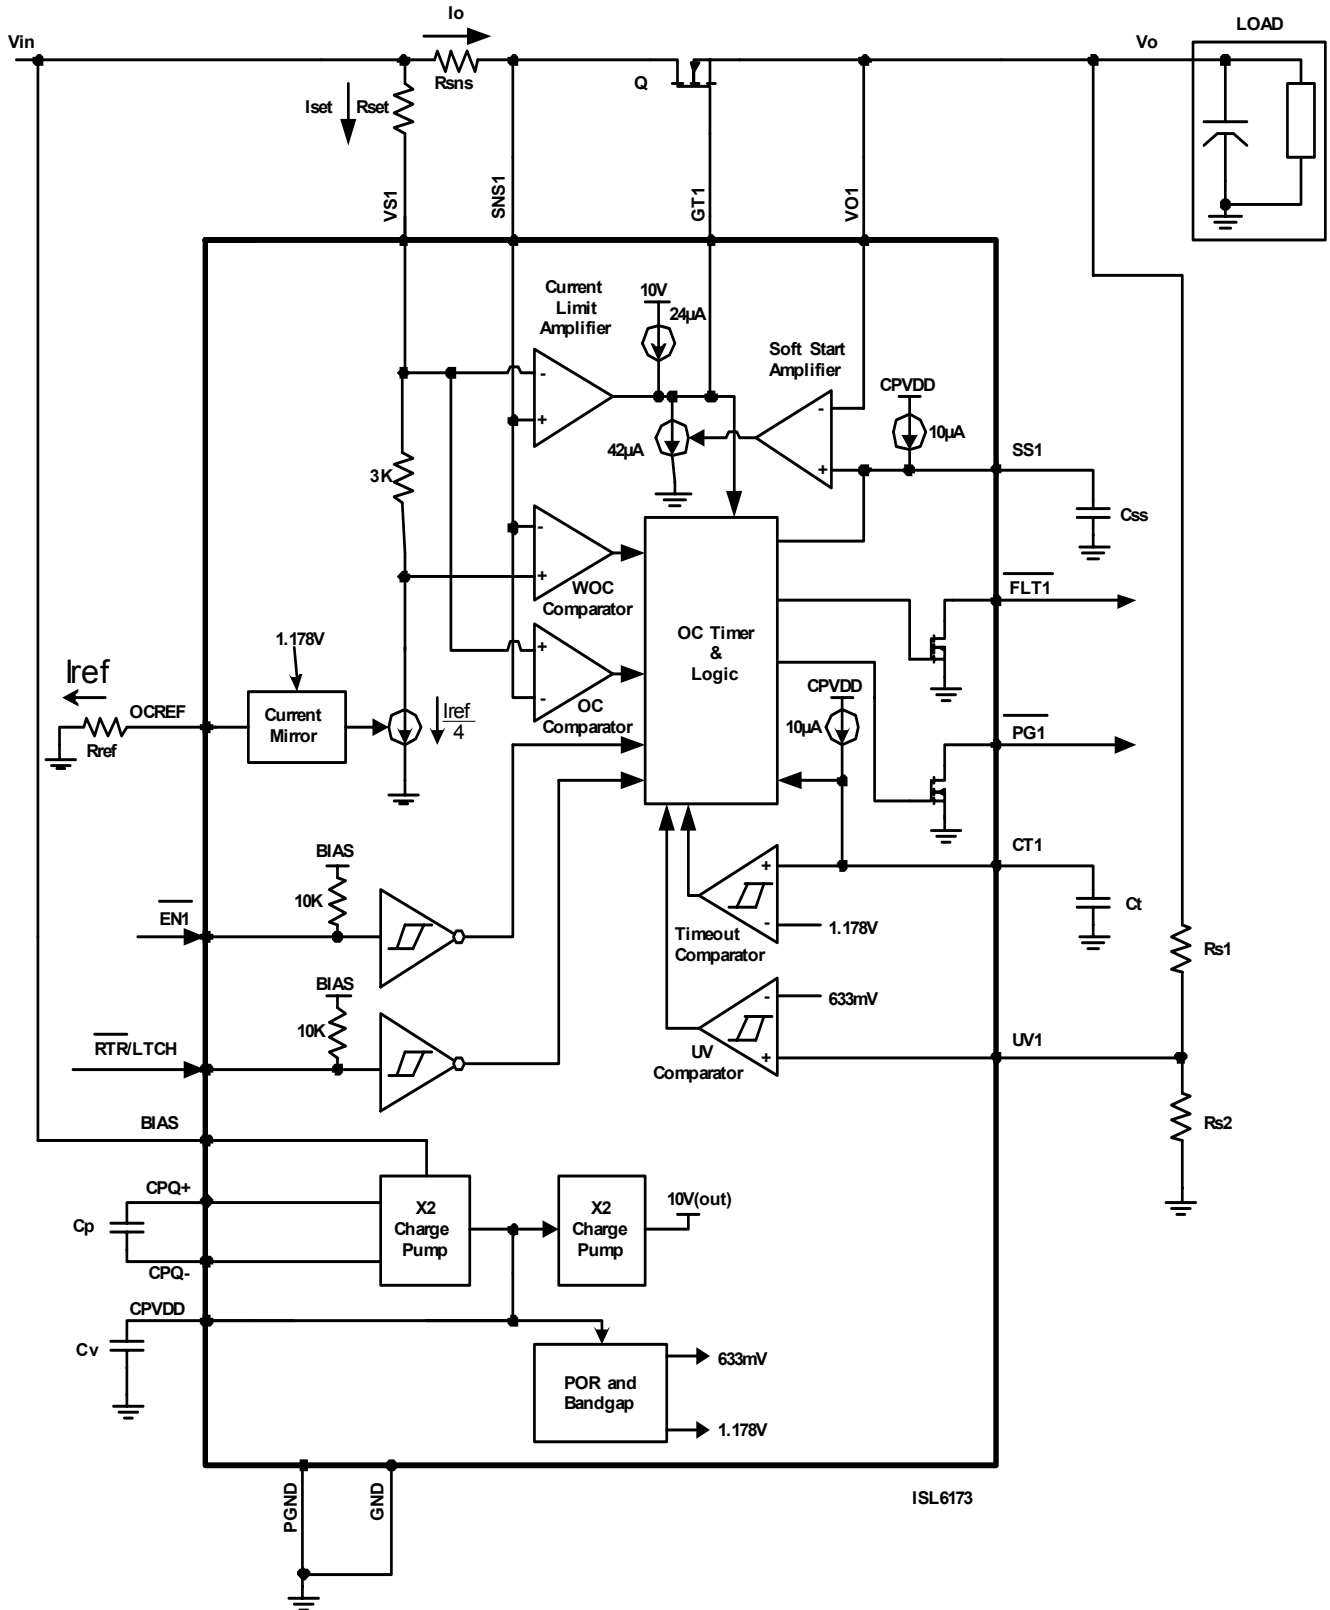 Io
Vin
LOAD
Vo
Rsns
Q
Iset
Rset
VS1
SNS1
GT1
VO1
Current
Limit
Amplifier
10V
24µA
Soft Start
Amplifier
CPVDD
-
+
-
+
42µA
10µA
SS1
3K
Css
-
+
WOC
Comparator
FLT1
1.178V
OC Timer
&
Logic
+
-
OC
Comparator
CPVDD
10µA
Iref
OCREF
Rref
Current
Mirror
Iref
4
PG1
BIAS
10K
EN1
CT1
+
-
1.178V
Timeout
Comparator
Ct
Rs1
BIAS
10K
RTR/LTCH
-
633mV
+
UV
Comparator
UV1
Rs2
BIAS
CPQ+
Cp
CPQ-
X2
Charge
Pump
X2
Charge
Pump
10V(out)
CPVDD
Cv
POR and
Bandgap
633mV
1.178V
PGND
GND
ISL6173